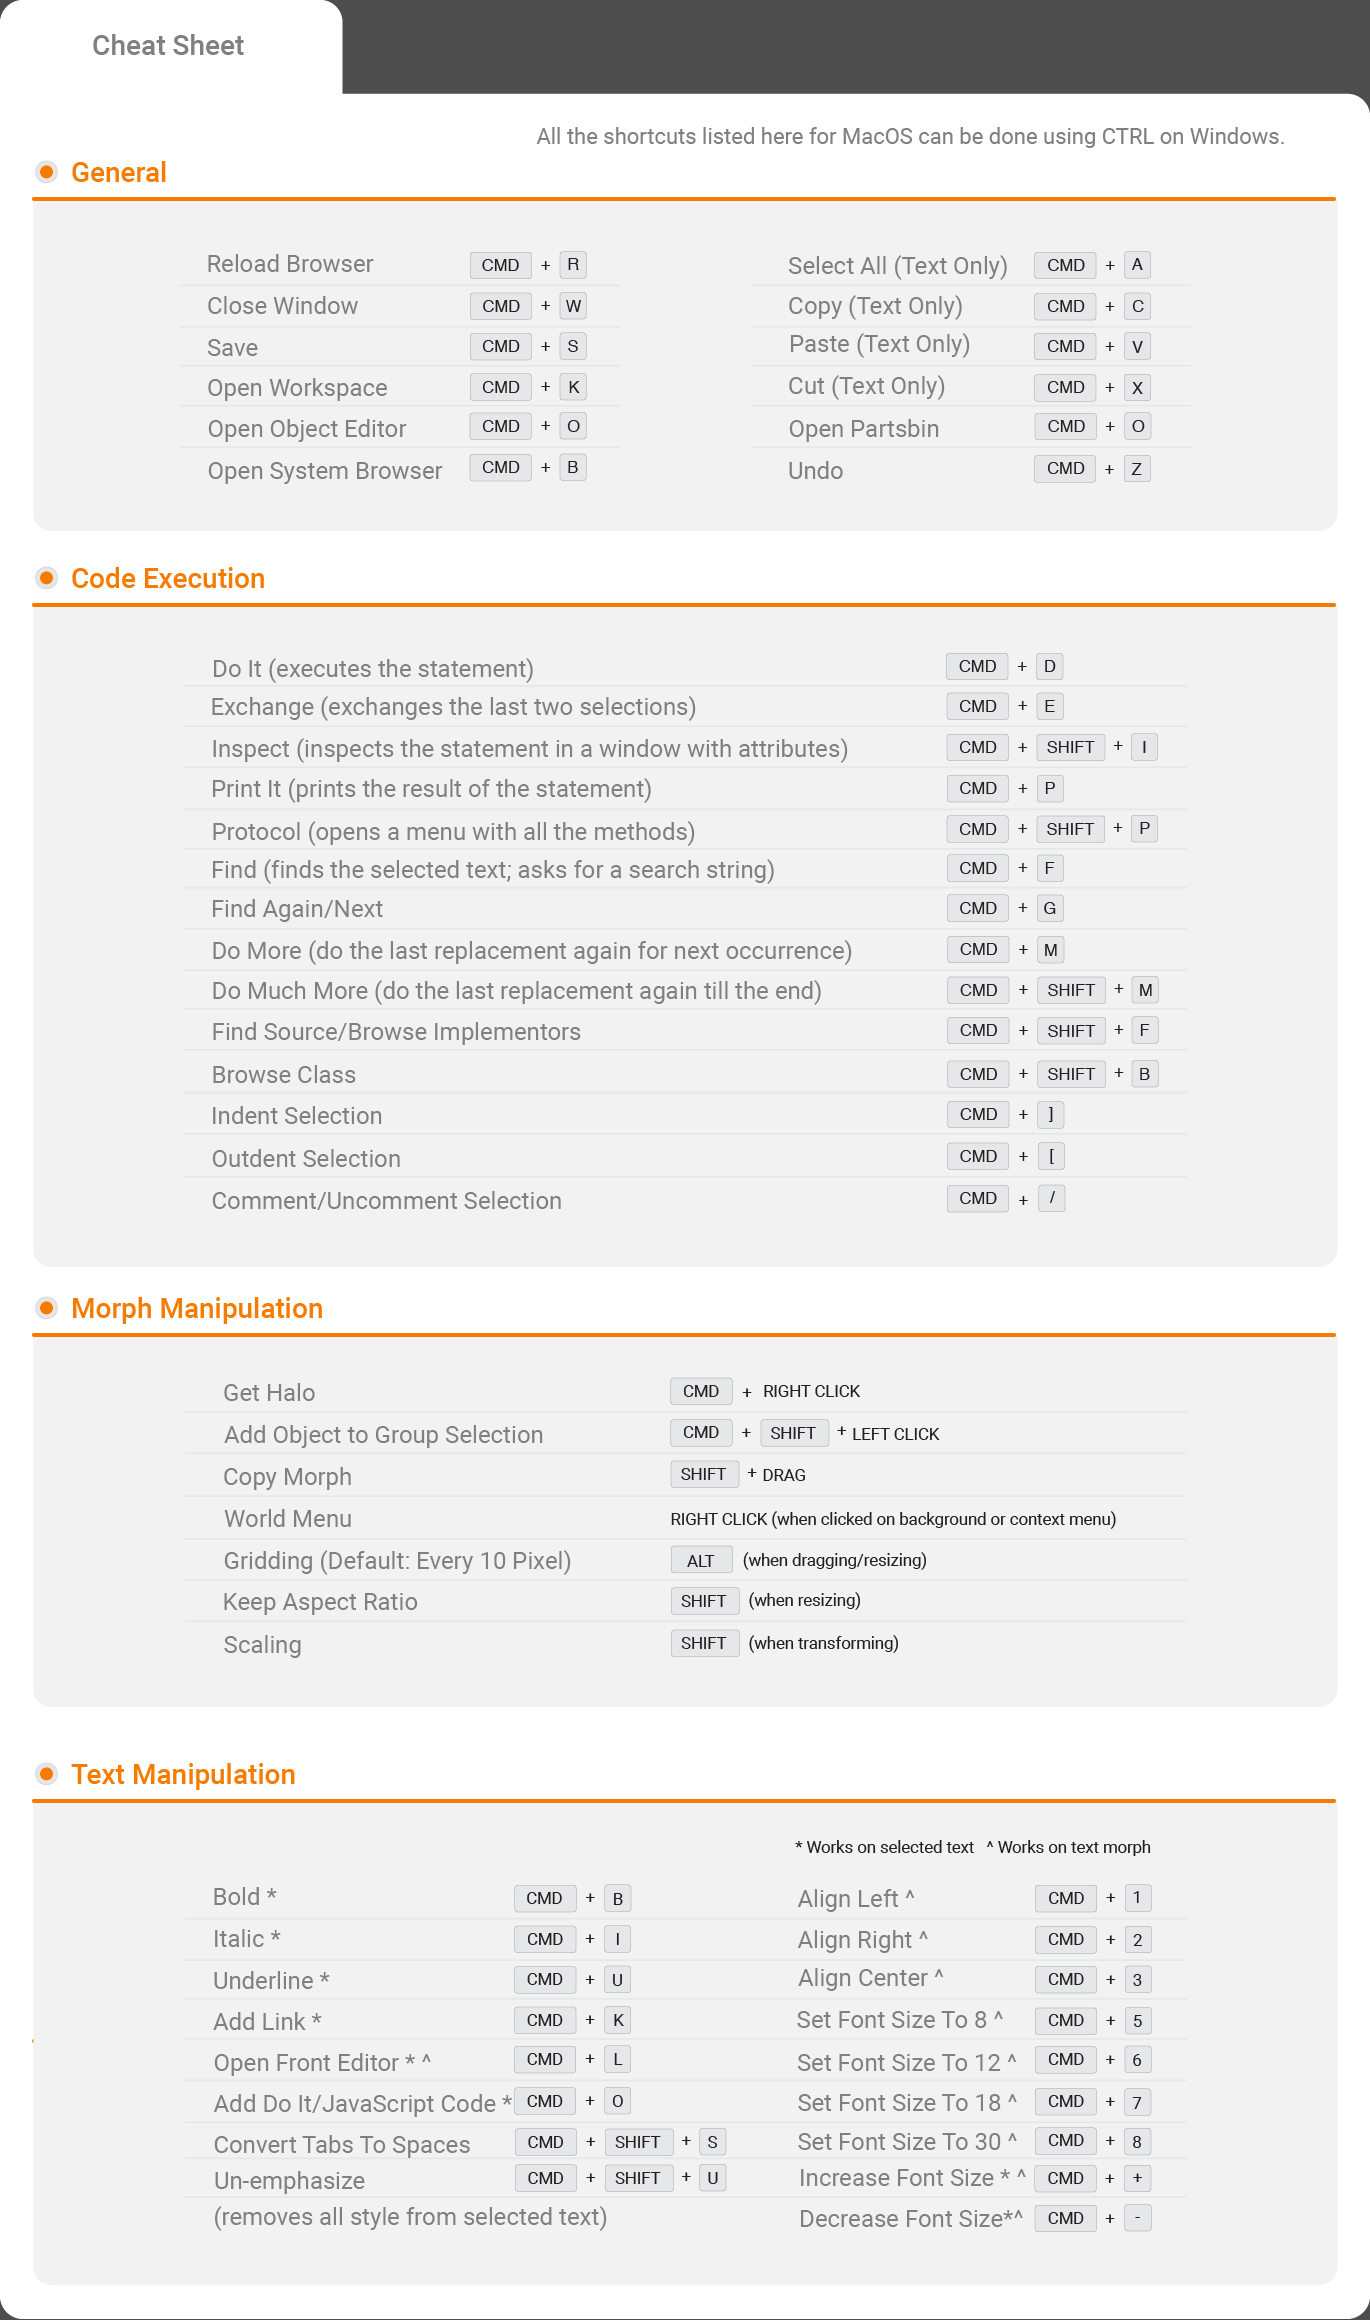 Cheat Sheet
All the shortcuts listed here for MacOS can be done using CTRL on Windows.
General
Reload Browser CMD + R
Close Window CMD + W
Save CMD + S
Open Workspace CMD + K
Open Object Editor CMD + O
Open System Browser CMD + B
Select All (Text Only) CMD + A
Copy (Text Only) CMD + C
Paste (Text Only) CMD + V
Cut (Text Only) CMD + X
Open Partsbin CMD + O
Undo CMD + Z
Code Execution
Do It (executes the statement) CMD + D
Exchange (exchanges the last two selections) CMD + E
Inspect (inspects the statement in a window with attributes) CMD + SHIFT + I
Print It (prints the result of the statement) CMD + P
Protocol (opens a menu with all the methods) CMD + SHIFT + P
Find (finds the selected text; asks for a search string) CMD + F
Find Again/Next CMD + G
Do More (do the last replacement again for next occurrence) CMD + M
Do Much More (do the last replacement again till the end) CMD + SHIFT + M
Find Source/Browse Implementors CMD + SHIFT + F
Browse Class CMD + SHIFT + B
Indent Selection CMD + ]
Outdent Selection CMD + [
Comment/Uncomment Selection CMD + /
Morph Manipulation
Get Halo CMD + RIGHT CLICK
Add Object to Group Selection CMD + SHIFT + LEFT CLICK
Copy Morph SHIFT + DRAG
World Menu RIGHT CLICK (when clicked on background or context menu)
Gridding (Default: Every 10 Pixel) ALT (when dragging/resizing)
Keep Aspect Ratio SHIFT (when resizing)
Scaling SHIFT (when transforming)
Text Manipulation
* Works on selected text ^ Works on text morph
Bold * CMD + B
Italic * CMD + I
Underline * CMD + U
Add Link * CMD + K
Open Front Editor * ^ CMD + L
Add Do It/JavaScript Code * CMD + O
Convert Tabs To Spaces CMD + SHIFT + S
Un-emphasize CMD + SHIFT + U
(removes all style from selected text)
Align Left ^ CMD + 1
Align Right ^ CMD + 2
Align Center ^ CMD + 3
Set Font Size To 8 ^ CMD + 5
Set Font Size To 12 ^ CMD + 6
Set Font Size To 18 ^ CMD + 7
Set Font Size To 30 ^ CMD + 8
Increase Font Size * ^ CMD + +
Decrease Font Size*^ CMD + -